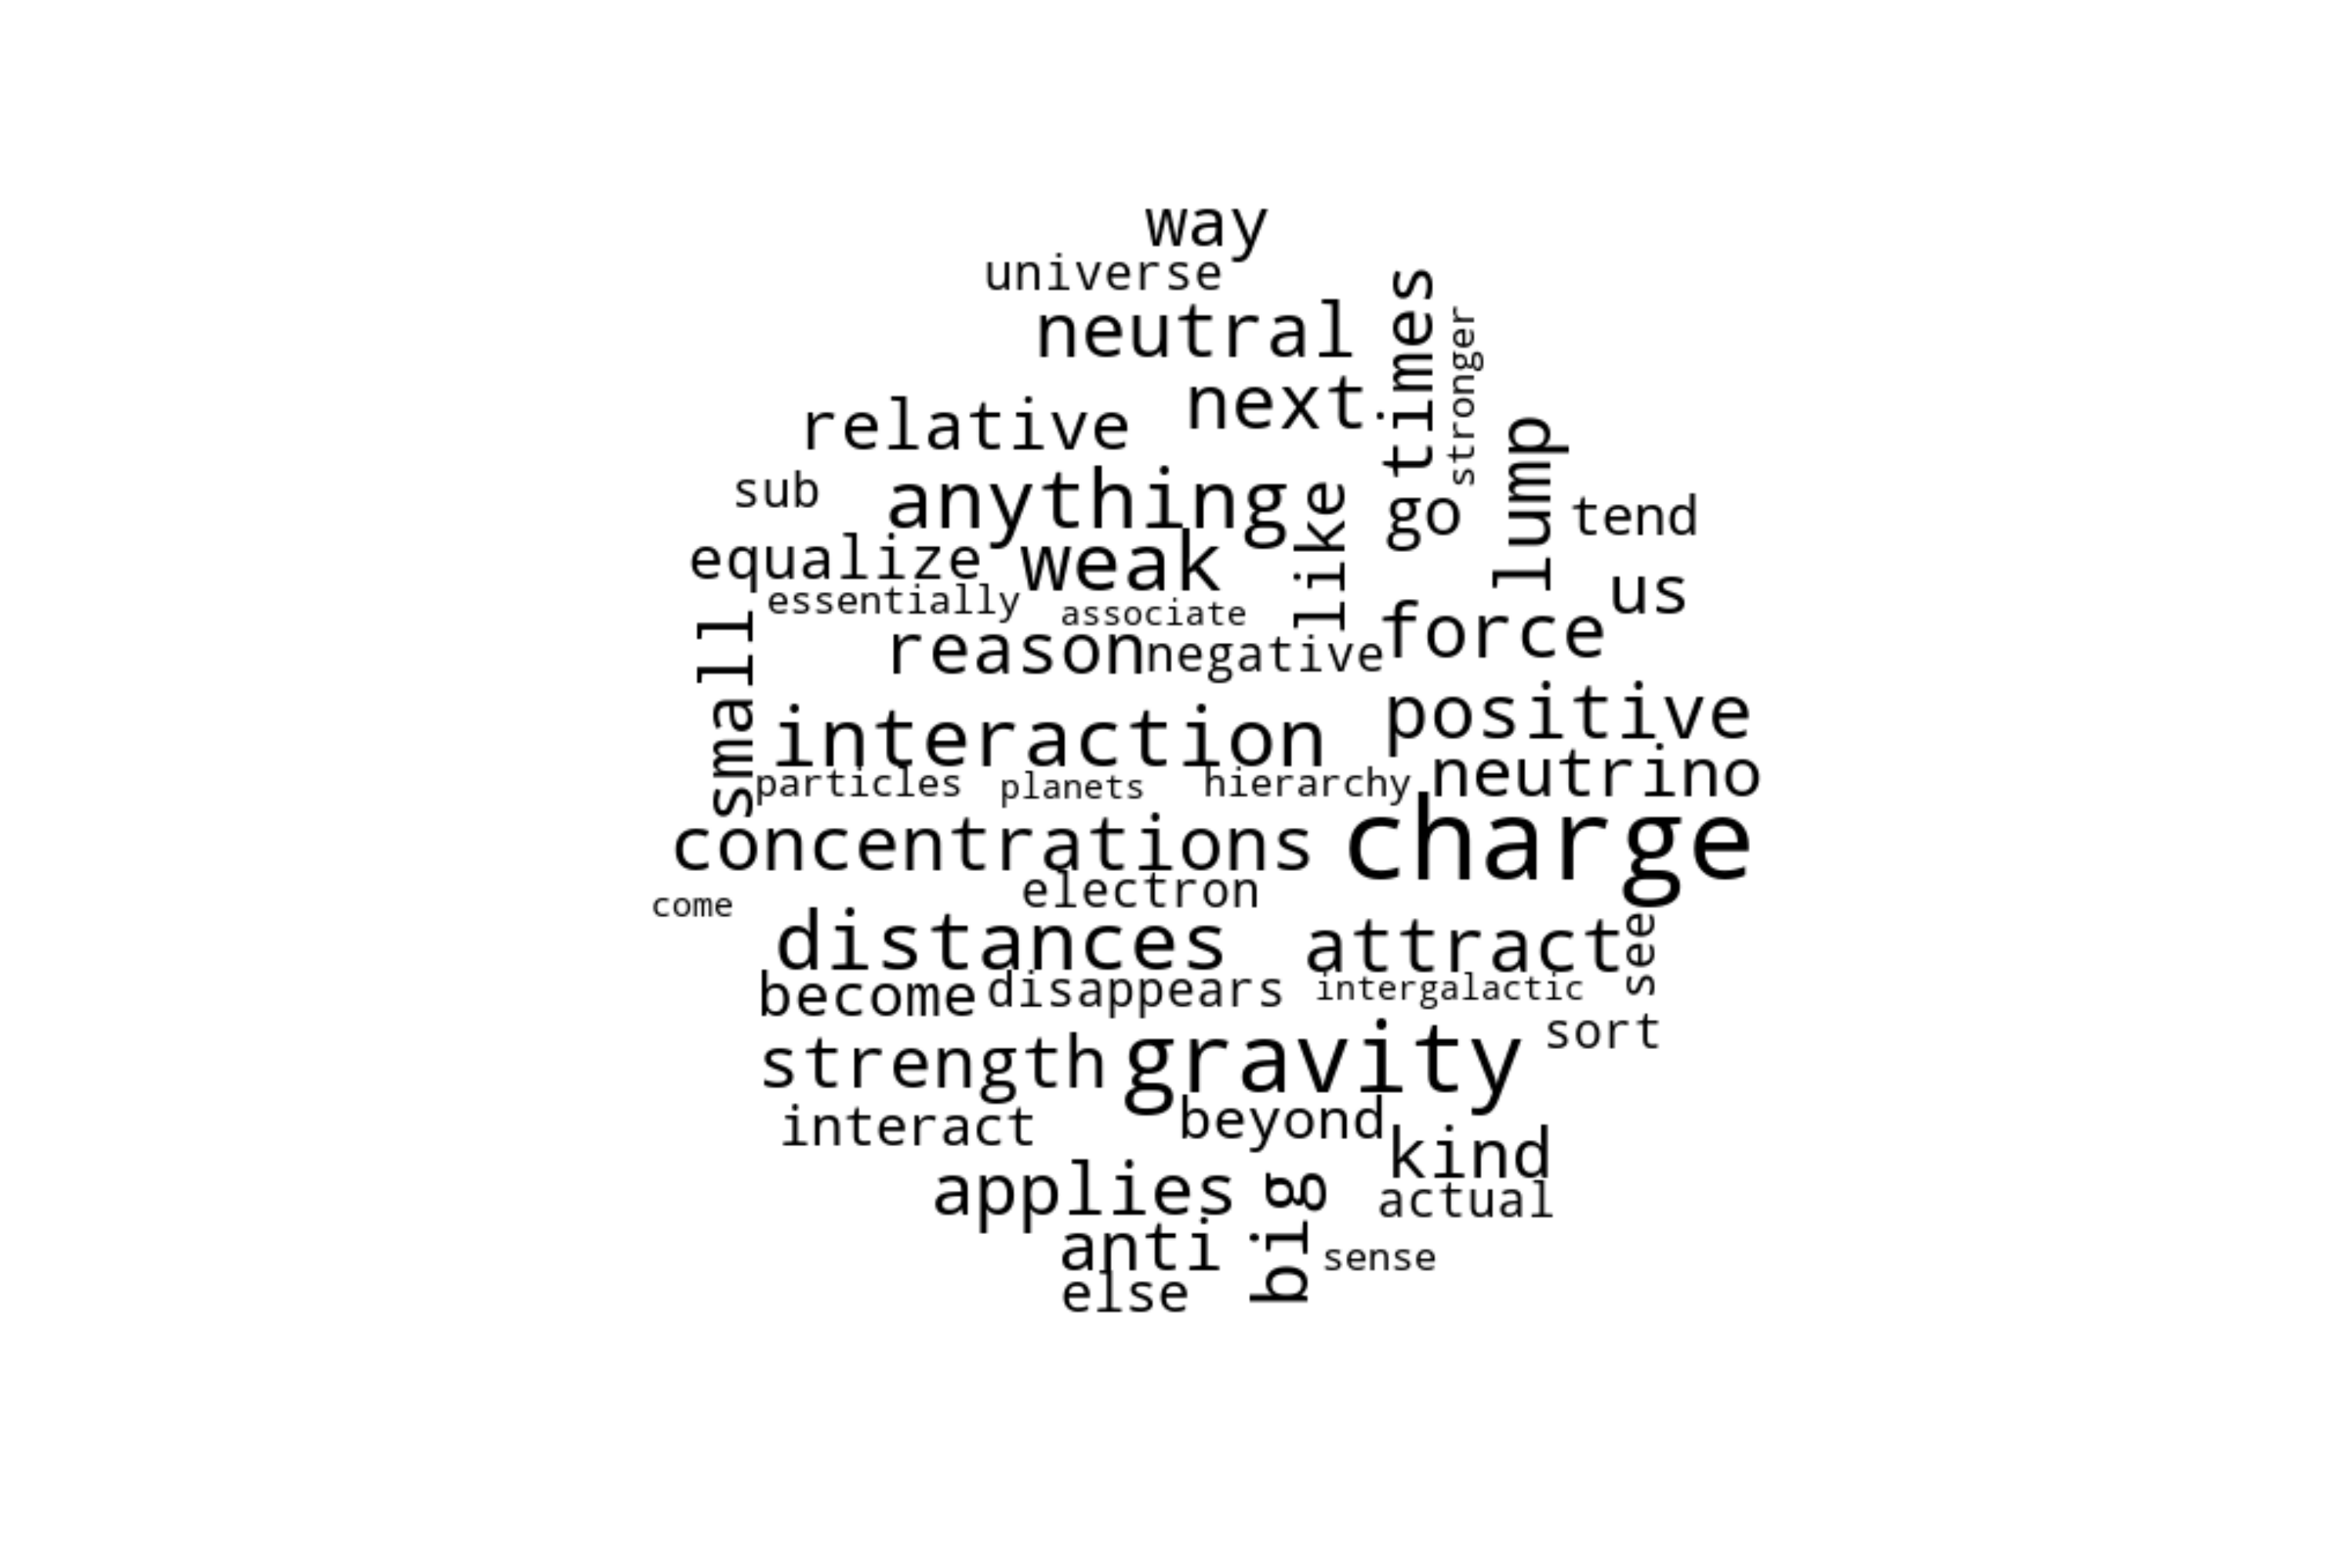 way
universe
neutral
times
stronger
next
relative
lump
sub
anything
like
go
tend
equalize
weak
us
essentially
associate
force
small
reason
negative
interaction
positive
particles
planets
hierarchy
neutrino
concentrations
charge
electron
come
distances
attract
see
become
disappears
intergalactic
strength
gravity
sort
interact
beyond
kind
applies
big
actual
anti
sense
else